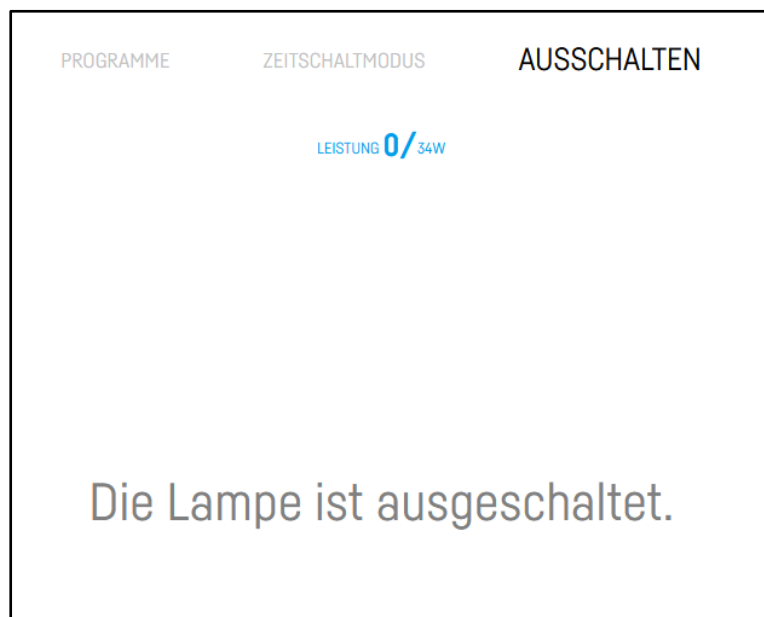 PROGRAMME ZEITSCHALTMODUS AUSSCHALTEN
LEISTUNG 0/34W
Die Lampe ist ausgeschaltet.